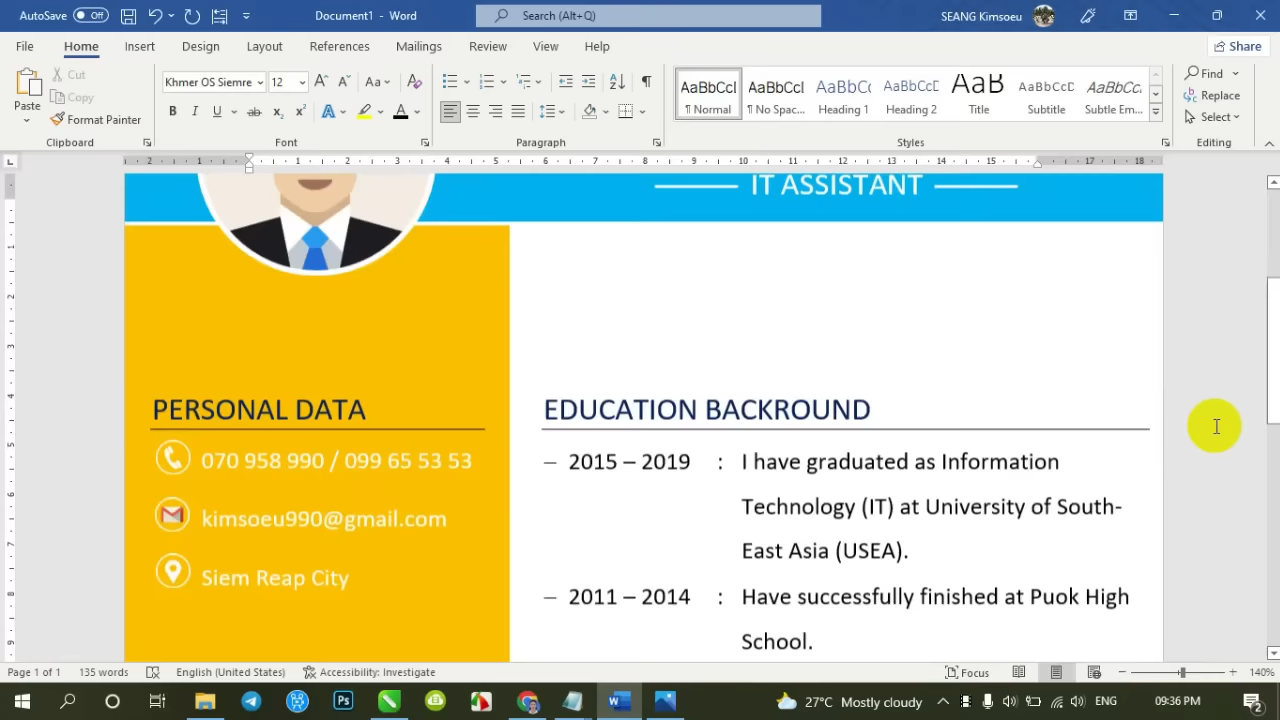 AutoSave Off Document1 - Word Search (Alt+Q) SEANG Kimsoeu
File Home Insert Design Layout References Mailings Review View Help Share
Paste Cut Copy Format Painter Clipboard
Khmer OS Siemre 12 Font
Paragraph
AaBbCcI ¶ Normal AaBbCcI ¶ No Spac... AaBbC( Heading 1 AaBbCcC Heading 2 AaB Title AaBbCcD Subtitle AaBbCc. Subtle Em... Styles
Find Replace Select Editing
IT ASSISTANT
PERSONAL DATA
070 958 990 / 099 65 53 53
kimsoeu990@gmail.com
Siem Reap City
EDUCATION BACKROUND
– 2015 – 2019 : I have graduated as Information
Technology (IT) at University of South-
East Asia (USEA).
– 2011 – 2014 : Have successfully finished at Puok High
School.
Page 1 of 1 135 words English (United States) Accessibility: Investigate Focus 140%
27°C Mostly cloudy ENG 09:36 PM 2